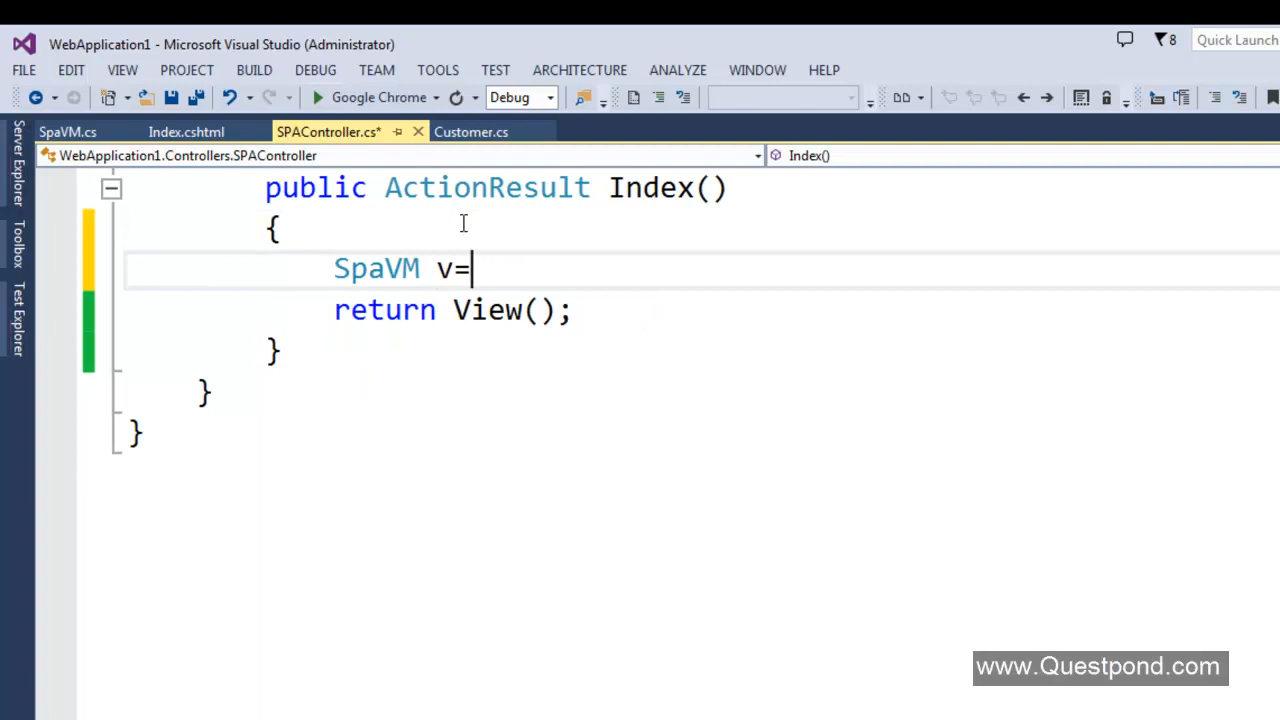 WebApplication1 - Microsoft Visual Studio (Administrator)
8
Quick Launch
FILE EDIT VIEW PROJECT BUILD DEBUG TEAM TOOLS TEST ARCHITECTURE ANALYZE WINDOW HELP
Google Chrome
Debug
SpaVM.cs
Index.cshtml
SPAController.cs*
Customer.cs
WebApplication1.Controllers.SPAController
Index()
Server Explorer
Toolbox
Test Explorer
public ActionResult Index()
{
SpaVM v=
return View();
}
}
}
www.Questpond.com